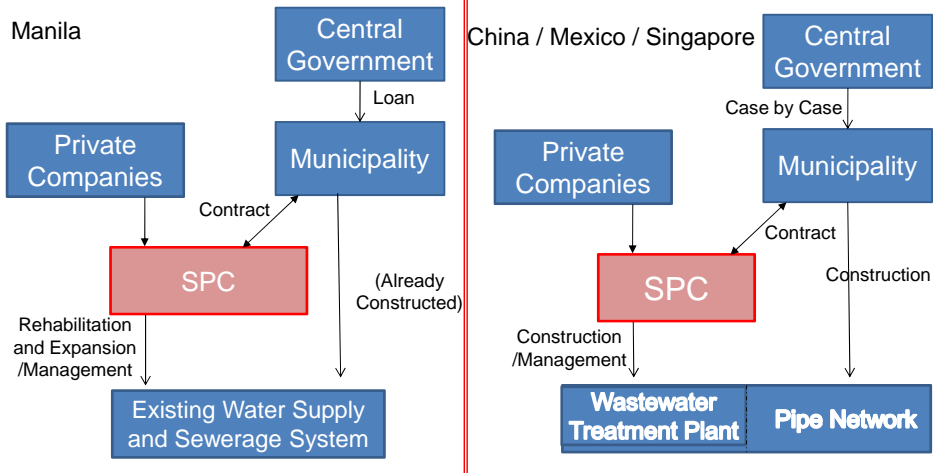 Manila
Central
Government
Loan
Private
Companies
Municipality
Contract
SPC
(Already
Constructed)
Rehabilitation
and Expansion
/Management
Existing Water Supply
and Sewerage System
China / Mexico / Singapore
Central
Government
Case by Case
Private
Companies
Municipality
Contract
SPC
Construction
Construction
/Management
Wastewater
Treatment Plant
Pipe Network